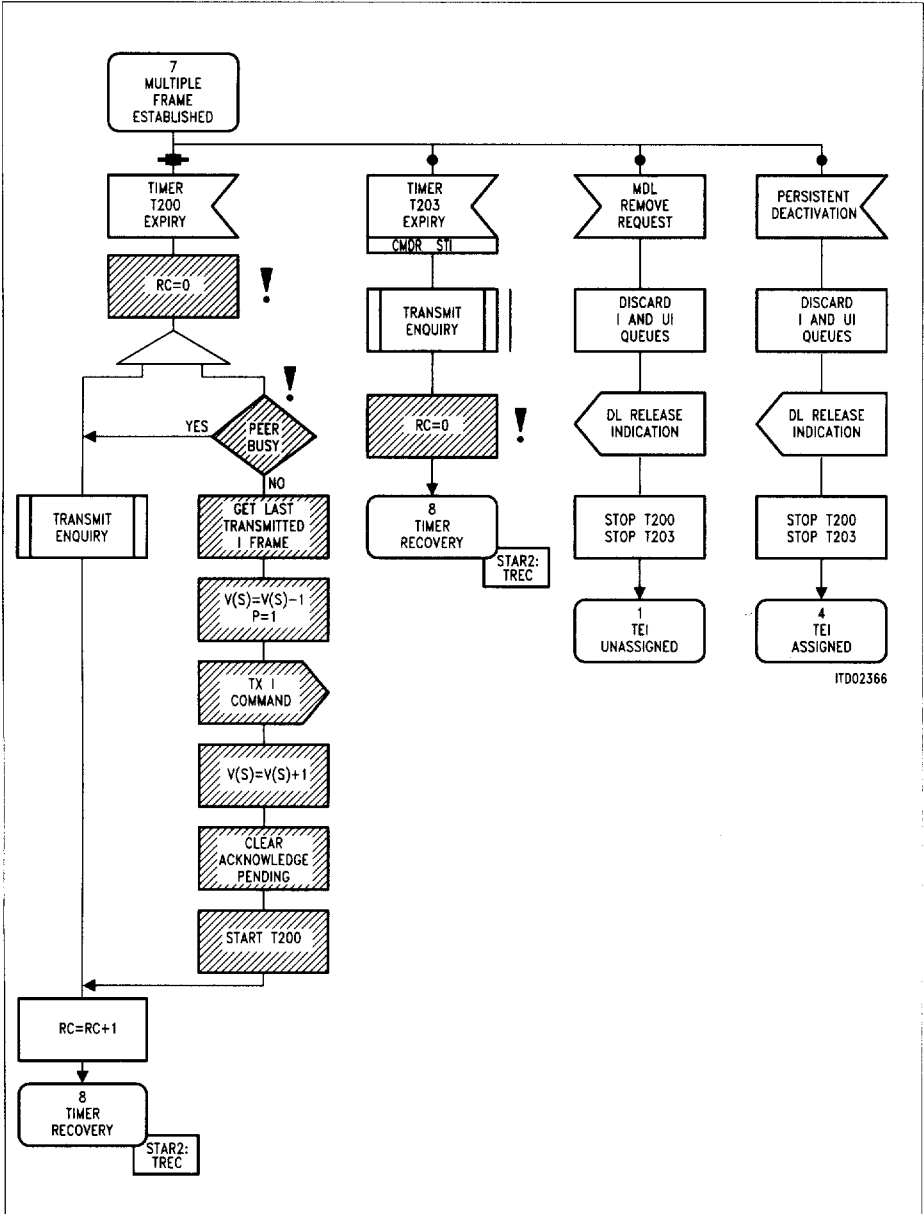 7
MULTIPLE
FRAME
ESTABLISHED
TIMER
T200
EXPIRY
RC=0
!
!
YES
PEER
BUSY
NO
TRANSMIT
ENQUIRY
GET LAST
TRANSMITTED
I FRAME
V(S)=V(S)-1
P=1
TX I
COMMAND
V(S)=V(S)+1
CLEAR
ACKNOWLEDGE
PENDING
START T200
RC=RC+1
8
TIMER
RECOVERY
STAR2:
TREC
TIMER
T203
EXPIRY
CMDR STI
TRANSMIT
ENQUIRY
RC=0
!
8
TIMER
RECOVERY
STAR2:
TREC
MDL
REMOVE
REQUEST
DISCARD
I AND UI
QUEUES
DL RELEASE
INDICATION
STOP T200
STOP T203
1
TEI
UNASSIGNED
PERSISTENT
DEACTIVATION
DISCARD
I AND UI
QUEUES
DL RELEASE
INDICATION
STOP T200
STOP T203
4
TEI
ASSIGNED
ITD02366